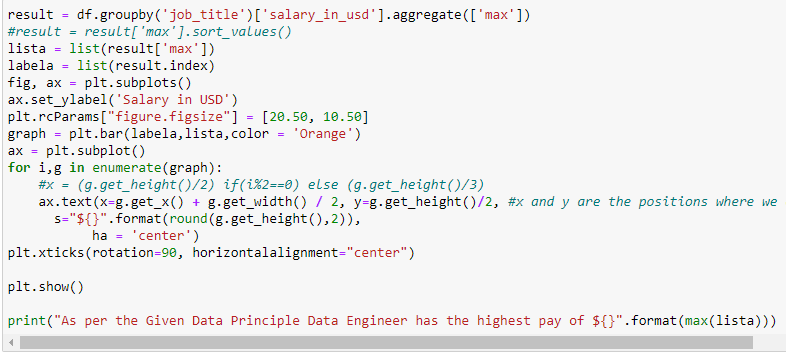 result = df.groupby('job_title')['salary_in_usd'].aggregate(['max'])
#result = result['max'].sort_values()
lista = list(result['max'])
labela = list(result.index)
fig, ax = plt.subplots()
ax.set_ylabel('Salary in USD')
plt.rcParams["figure.figsize"] = [20.50, 10.50]
graph = plt.bar(labela,lista,color = 'Orange')
ax = plt.subplot()
for i,g in enumerate(graph):
    #x = (g.get_height()/2) if(i%2==0) else (g.get_height()/3)
    ax.text(x=g.get_x() + g.get_width() / 2, y=g.get_height()/2, #x and y are the positions where we
      s="${}".format(round(g.get_height(),2)),
           ha = 'center')
plt.xticks(rotation=90, horizontalalignment="center")

plt.show()

print("As per the Given Data Principle Data Engineer has the highest pay of ${}".format(max(lista)))